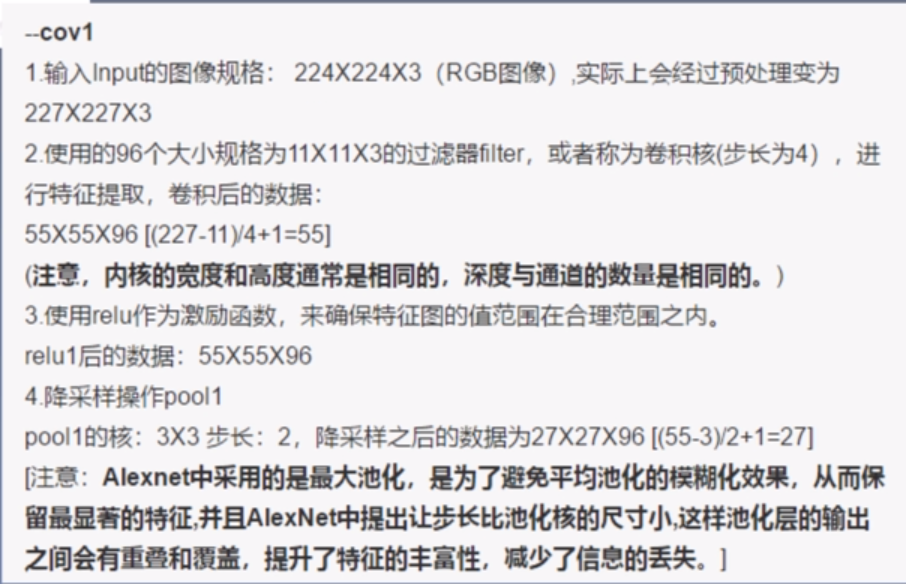 --cov1
1.输入Input的图像规格： 224X224X3（RGB图像）,实际上会经过预处理变为
227X227X3
2.使用的96个大小规格为11X11X3的过滤器filter，或者称为卷积核(步长为4），进
行特征提取，卷积后的数据：
55X55X96 [(227-11)/4+1=55]
(注意，内核的宽度和高度通常是相同的，深度与通道的数量是相同的。)
3.使用relu作为激励函数，来确保特征图的值范围在合理范围之内。
relu1后的数据：55X55X96
4.降采样操作pool1
pool1的核：3X3 步长：2，降采样之后的数据为27X27X96 [(55-3)/2+1=27]
[注意：Alexnet中采用的是最大池化，是为了避免平均池化的模糊化效果，从而保
留最显著的特征,并且AlexNet中提出让步长比池化核的尺寸小,这样池化层的输出
之间会有重叠和覆盖，提升了特征的丰富性，减少了信息的丢失。]